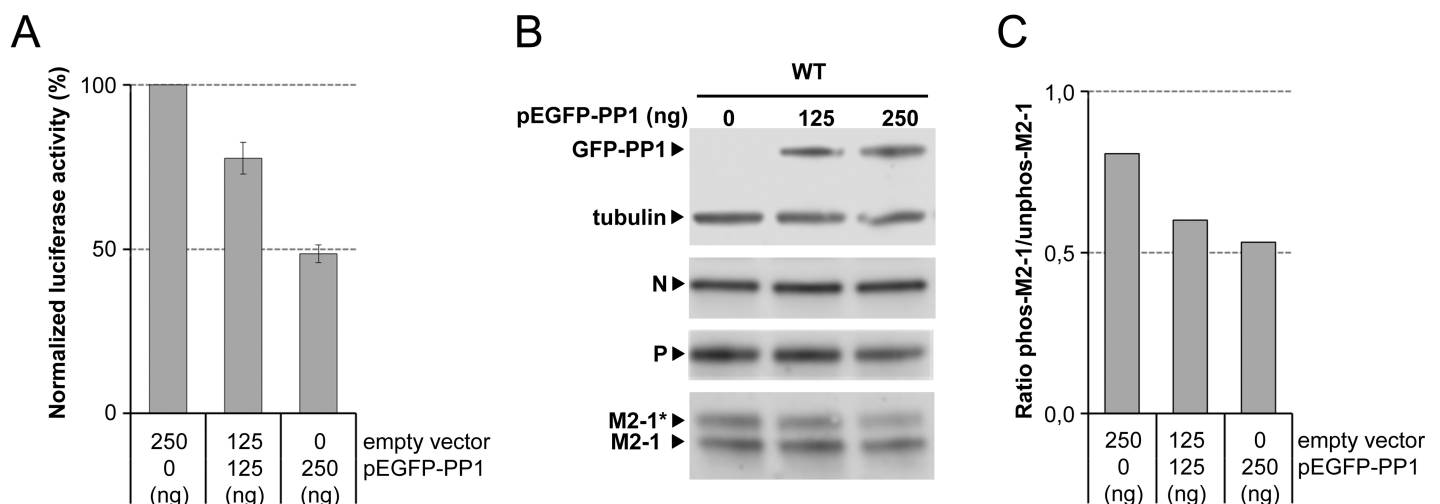 A
Normalized luciferase activity (%)
100
50
0
250 125 0 empty vector
0 125 250 pEGFP-PP1
(ng) (ng) (ng)
B
WT
pEGFP-PP1 (ng) 0 125 250
GFP-PP1
tubulin
N
P
M2-1*
M2-1
C
Ratio phos-M2-1/unphos-M2-1
1,0
0,5
0,0
250 125 0 empty vector
0 125 250 pEGFP-PP1
(ng) (ng) (ng)